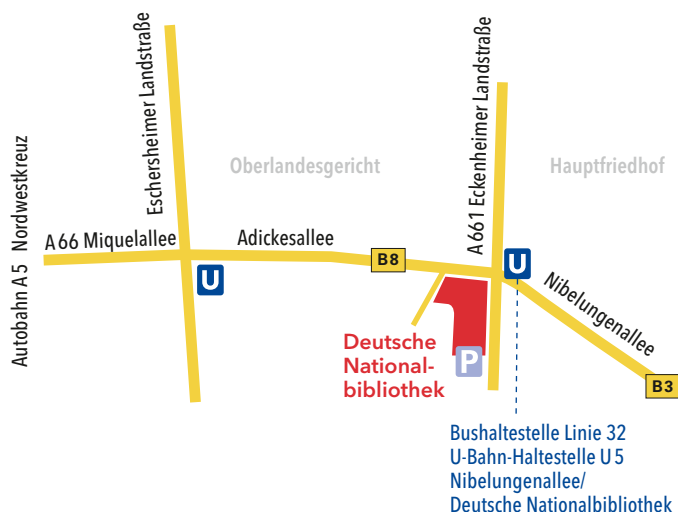 Autobahn A 5 Nordwestkreuz
A 66 Miquelallee
Eschersheimer Landstraße
Oberlandesgericht
Adickesallee
B8
A 661 Eckenheimer Landstraße
Hauptfriedhof
U
U
Nibelungenallee
B3
Deutsche
National-
bibliothek
P
Bushaltestelle Linie 32
U-Bahn-Haltestelle U 5
Nibelungenallee/
Deutsche Nationalbibliothek